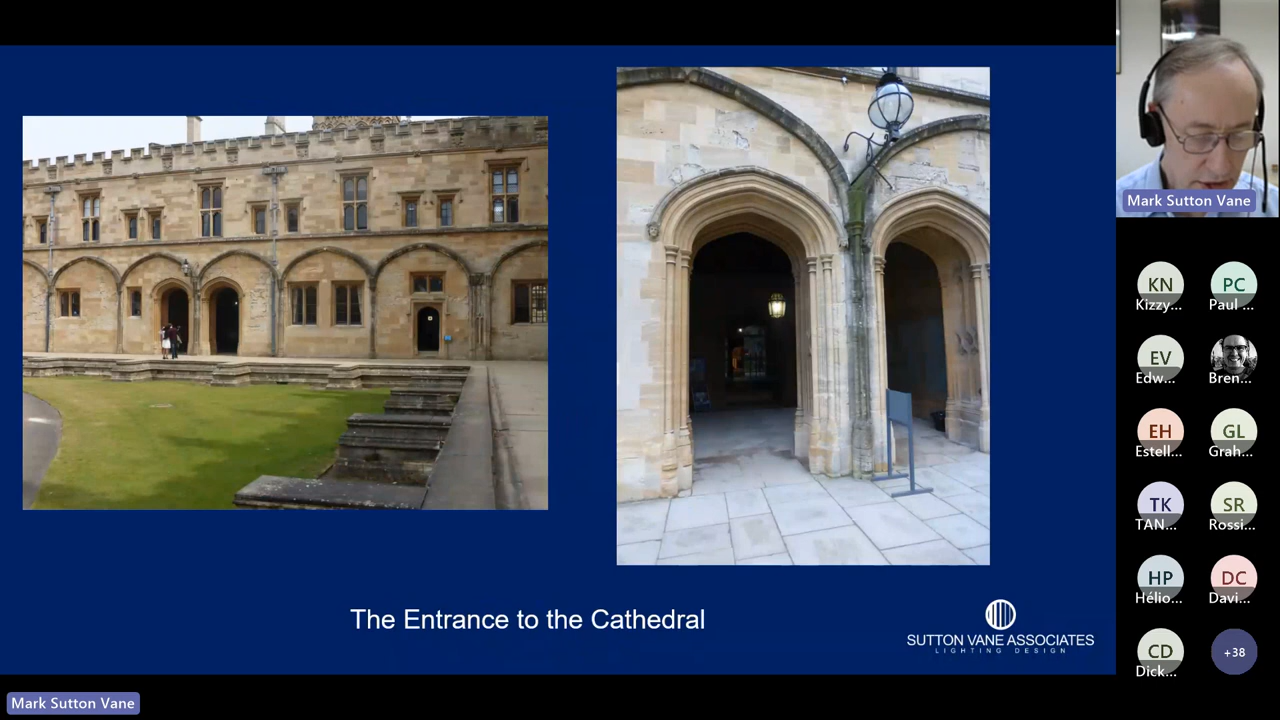 Mark Sutton Vane
KN
Kizzy...
PC
Paul ...
EV
Edw...
Bren...
EH
Estell...
GL
Grah...
TK
TAN...
SR
Rossi...
HP
Hélio...
DC
Davi...
CD
Dick...
+38
The Entrance to the Cathedral
SUTTON VANE ASSOCIATES
LIGHTING DESIGN
Mark Sutton Vane